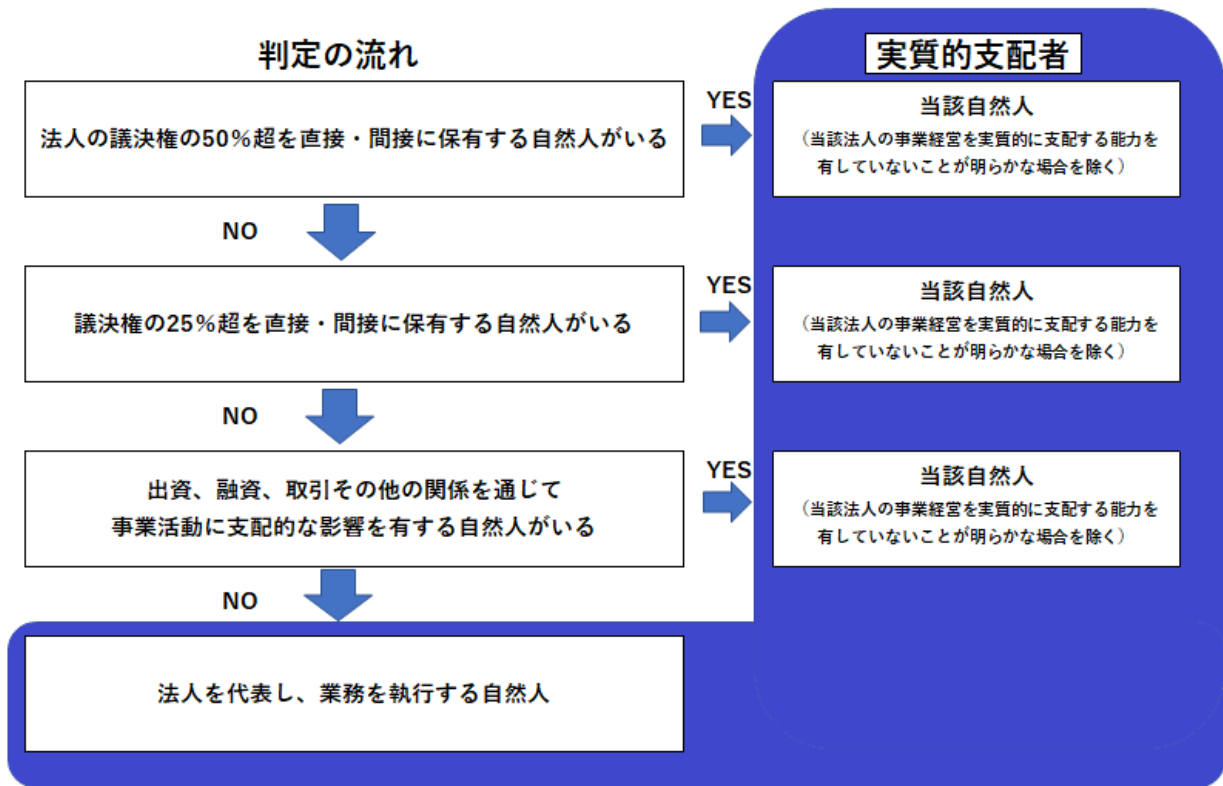 判定の流れ
実質的支配者
法人の議決権の50%超を直接・間接に保有する自然人がいる
YES
当該自然人
（当該法人の事業経営を実質的に支配する能力を
有していないことが明らかな場合を除く）
NO
議決権の25%超を直接・間接に保有する自然人がいる
YES
当該自然人
（当該法人の事業経営を実質的に支配する能力を
有していないことが明らかな場合を除く）
NO
出資、融資、取引その他の関係を通じて
事業活動に支配的な影響を有する自然人がいる
YES
当該自然人
（当該法人の事業経営を実質的に支配する能力を
有していないことが明らかな場合を除く）
NO
法人を代表し、業務を執行する自然人